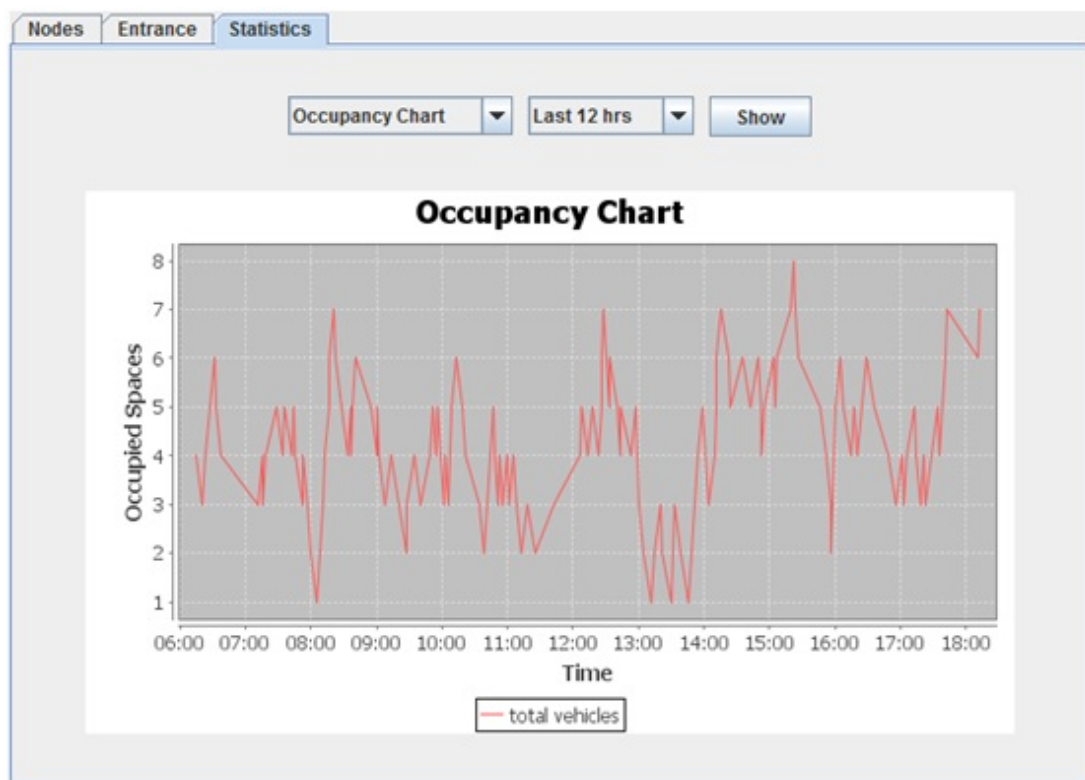 Nodes Entrance Statistics
Occupancy Chart Last 12 hrs Show
Occupancy Chart
8
7
6
5
4
3
2
1
Occupied Spaces
06:00 07:00 08:00 09:00 10:00 11:00 12:00 13:00 14:00 15:00 16:00 17:00 18:00
Time
total vehicles